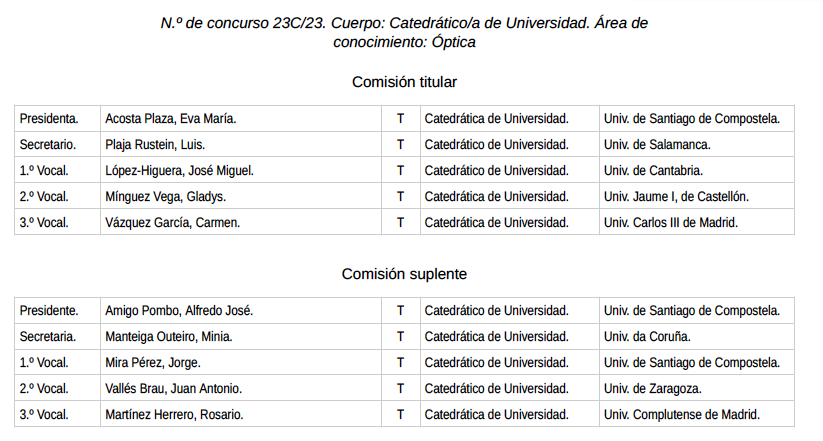 N.º de concurso 23C/23. Cuerpo: Catedrático/a de Universidad. Área de
conocimiento: Óptica
Comisión titular
Presidenta. Acosta Plaza, Eva María. T Catedrática de Universidad. Univ. de Santiago de Compostela.
Secretario. Plaja Rustein, Luis. T Catedrático de Universidad. Univ. de Salamanca.
1.º Vocal. López-Higuera, José Miguel. T Catedrático de Universidad. Univ. de Cantabria.
2.º Vocal. Mínguez Vega, Gladys. T Catedrático de Universidad. Univ. Jaume I, de Castellón.
3.º Vocal. Vázquez García, Carmen. T Catedrático de Universidad. Univ. Carlos III de Madrid.
Comisión suplente
Presidente. Amigo Pombo, Alfredo José. T Catedrático de Universidad. Univ. de Santiago de Compostela.
Secretaria. Manteiga Outeiro, Minia. T Catedrático de Universidad. Univ. da Coruña.
1.º Vocal. Mira Pérez, Jorge. T Catedrático de Universidad. Univ. de Santiago de Compostela.
2.º Vocal. Vallés Brau, Juan Antonio. T Catedrático de Universidad. Univ. de Zaragoza.
3.º Vocal. Martínez Herrero, Rosario. T Catedrático de Universidad. Univ. Complutense de Madrid.